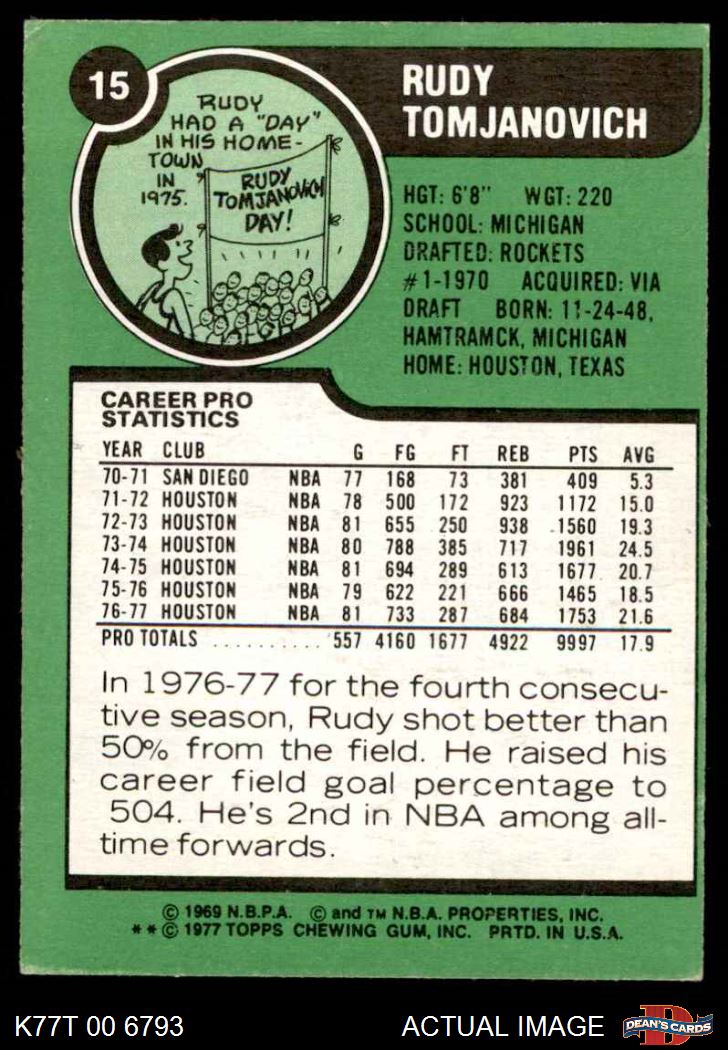 15
RUDY
TOMJANOVICH
RUDY
HAD A "DAY"
IN HIS HOME-
TOWN
IN
1975.
RUDY
TOMJANOVICH
DAY!
HGT: 6'8" WGT: 220
SCHOOL: MICHIGAN
DRAFTED: ROCKETS
#1-1970 ACQUIRED: VIA
DRAFT BORN: 11-24-48,
HAMTRAMCK, MICHIGAN
HOME: HOUSTON, TEXAS
CAREER PRO
STATISTICS
YEAR CLUB G FG FT REB PTS AVG
70-71 SAN DIEGO NBA 77 168 73 381 409 5.3
71-72 HOUSTON NBA 78 500 172 923 1172 15.0
72-73 HOUSTON NBA 81 655 250 938 1560 19.3
73-74 HOUSTON NBA 80 788 385 717 1961 24.5
74-75 HOUSTON NBA 81 694 289 613 1677 20.7
75-76 HOUSTON NBA 79 622 221 666 1465 18.5
76-77 HOUSTON NBA 81 733 287 684 1753 21.6
PRO TOTALS .......... 557 4160 1677 4922 9997 17.9
In 1976-77 for the fourth consecu-
tive season, Rudy shot better than
50% from the field. He raised his
career field goal percentage to
504. He's 2nd in NBA among all-
time forwards.
© 1969 N.B.P.A. © and TM N.B.A. PROPERTIES, INC.
**© 1977 TOPPS CHEWING GUM, INC. PRTD. IN U.S.A.
K77T 00 6793 ACTUAL IMAGE DEAN'S CARDS